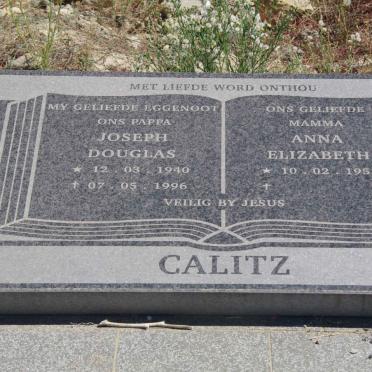 MET LIEFDE WORD ONTHOU
MY GELIEFDE EGGENOOT
ONS PAPPA
JOSEPH
DOUGLAS
★ 12 . 03 . 1940
† 07 . 05 . 1996
ONS GELIEFDE
MAMMA
ANNA
ELIZABETH
★ 10 . 02 .
†
VEILIG BY JESUS
CALITZ